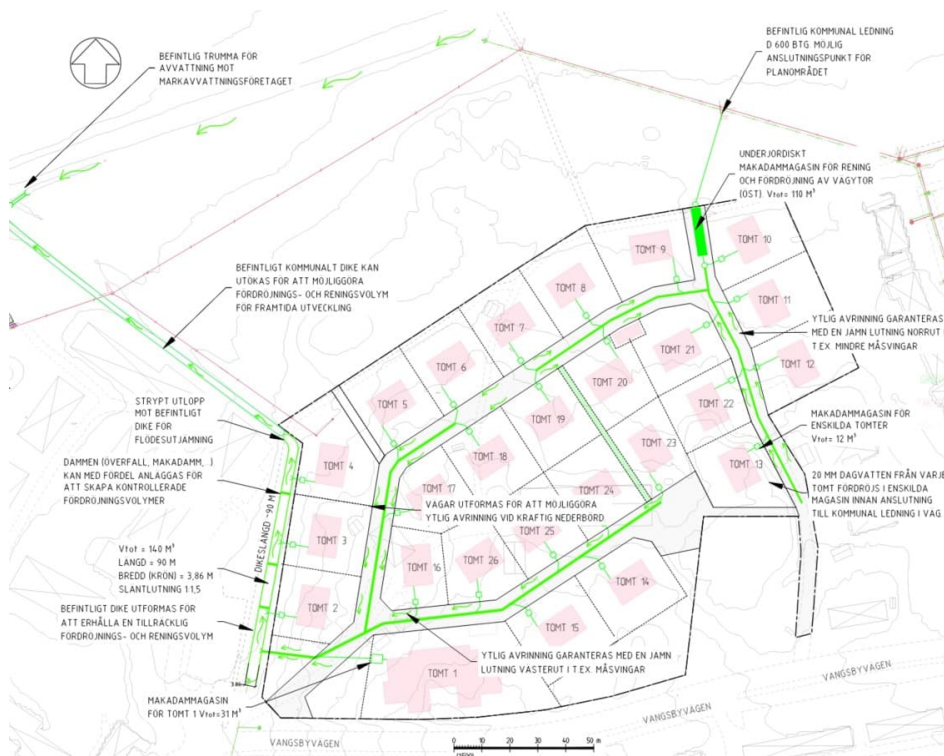 BEFINTLIG TRUMMA FÖR
AVVATTNING MOT
MARKAVVATTNINGSFÖRETAGET
BEFINTLIG KOMMUNAL LEDNING
D 600 BTG. MÖJLIG
ANSLUTNINGSPUNKT FÖR
PLANOMRÅDET
UNDERJORDISKT
MAKADAMMAGASIN FÖR RENING
OCH FÖRDRÖJNING AV VÄGYTOR
(ÖST). Vtot= 110 M³
BEFINTLIGT KOMMUNALT DIKE KAN
UTÖKAS FÖR ATT MÖJLIGGÖRA
FÖRDRÖJNINGS- OCH RENINGSVOLYM
FÖR FRAMTIDA UTVECKLING
TOMT 10
TOMT 9
TOMT 8
TOMT 11
TOMT 7
YTLIG AVRINNING GARANTERAS
MED EN JÄMN LUTNING NORRUT I
T EX. MINDRE MÅSVINGAR
TOMT 21
TOMT 6
TOMT 12
TOMT 20
TOMT 5
TOMT 22
STRYPT UTLOPP
MOT BEFINTLIGT
DIKE FÖR
FLÖDESUTJÄMNING
TOMT 19
MAKADAMMAGASIN FÖR
ENSKILDA TOMTER
Vtot= 12 M³
TOMT 23
TOMT 18
TOMT 4
TOMT 13
DAMMEN (ÖVERFALL, MAKADAMM,..)
KAN MED FÖRDEL ANLÄGGAS FÖR
ATT SKAPA KONTROLLERADE
FÖRDRÖJNINGSVOLYMER
20 MM DAGVATTEN FRÅN VARJE
TOMT FÖRDRÖJS I ENSKILDA
MAGASIN INNAN ANSLUTNING
TILL KOMMUNAL LEDNING I VÄG
TOMT 17
TOMT 24
VÄGAR UTFORMAS FÖR ATT MÖJLIGGÖRA
YTLIG AVRINNING VID KRAFTIG NEDERBÖRD
DIKESLÄNGD ~90 M
TOMT 25
TOMT 3
Vtot = 140 M³
LÄNGD = 90 M
BREDD (KRÖN) = 3,86 M
SLÄNTLUTNING 1:1,5
TOMT 16
TOMT 26
TOMT 14
BEFINTLIGT DIKE UTFORMAS FÖR
ATT ERHÅLLA EN TILLRÄCKLIG
FÖRDRÖJNINGS- OCH RENINGSVOLYM
TOMT 2
TOMT 15
YTLIG AVRINNING GARANTERAS MED EN JÄMN
LUTNING VÄSTERUT I T EX. MÅSVINGAR
TOMT 1
3.86
MAKADAMMAGASIN
FÖR TOMT 1 Vtot=31 M³
VANGSBYVÄGEN
VANGSBYVÄGEN
VANGSBYVÄGEN
0 10 20 30 40 50 m